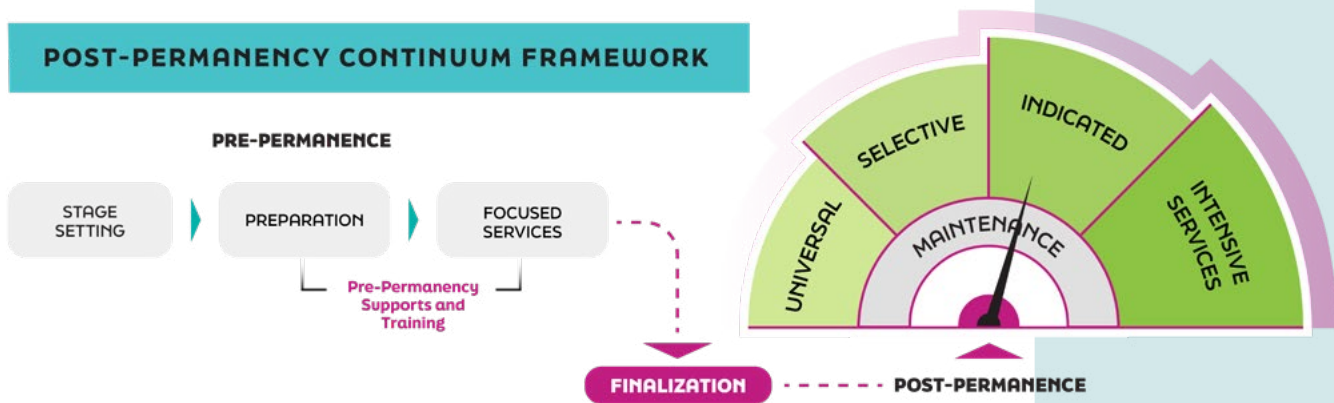 POST-PERMANENCY CONTINUUM FRAMEWORK
PRE-PERMANENCE
STAGE
SETTING
PREPARATION
FOCUSED
SERVICES
Pre-Permanency
Supports and
Training
FINALIZATION
POST-PERMANENCE
UNIVERSAL
SELECTIVE
INDICATED
INTENSIVE
SERVICES
MAINTENANCE